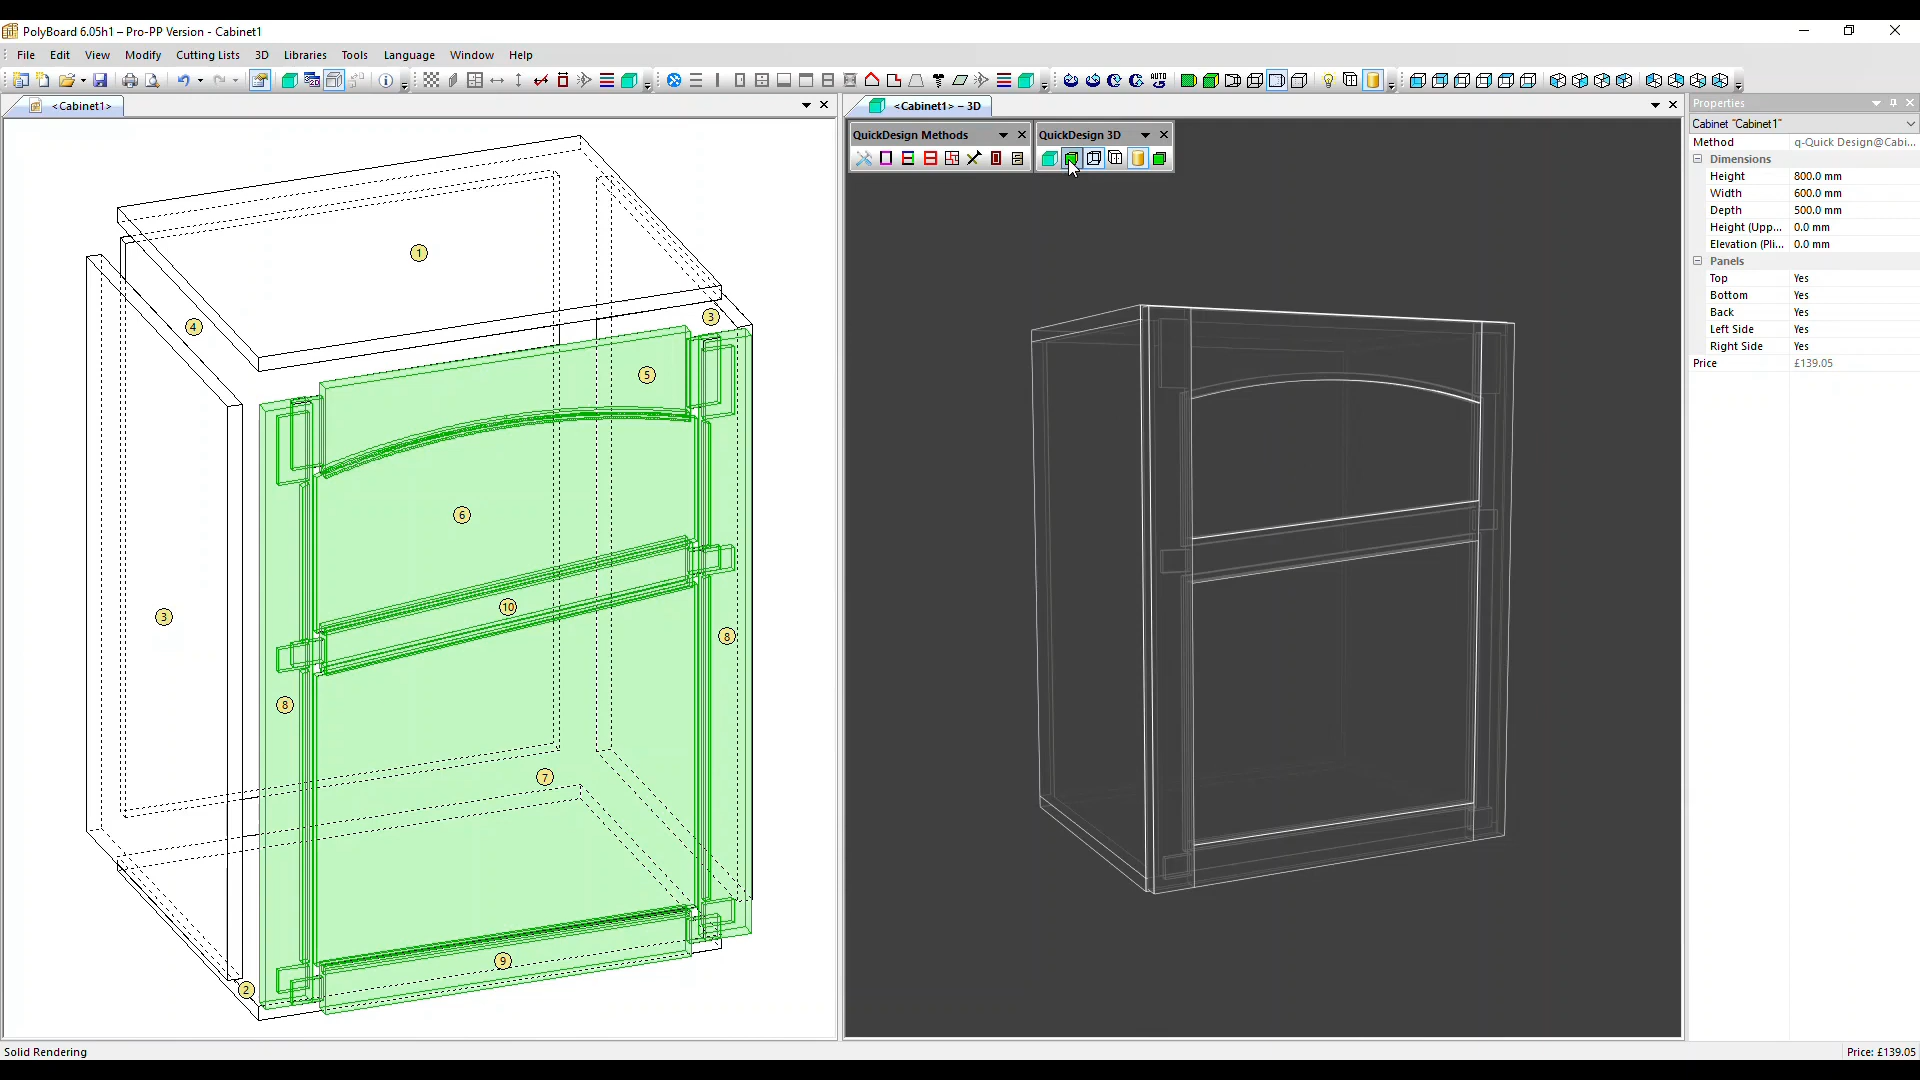 PolyBoard 6.05h1 – Pro-PP Version - Cabinet1
File Edit View Modify Cutting Lists 3D Libraries Tools Language Window Help
AUTO
<Cabinet1>
<Cabinet1> – 3D
Properties
QuickDesign Methods
QuickDesign 3D
Cabinet "Cabinet1"
Method q-Quick Design@Cabi...
Dimensions
Height 800.0 mm
Width 600.0 mm
Depth 500.0 mm
Height (Upp... 0.0 mm
Elevation (Pli... 0.0 mm
Panels
Top Yes
Bottom Yes
Back Yes
Left Side Yes
Right Side Yes
Price £139.05
1
3
4
5
6
10
3
8
8
7
9
2
Solid Rendering
Price: £139.05